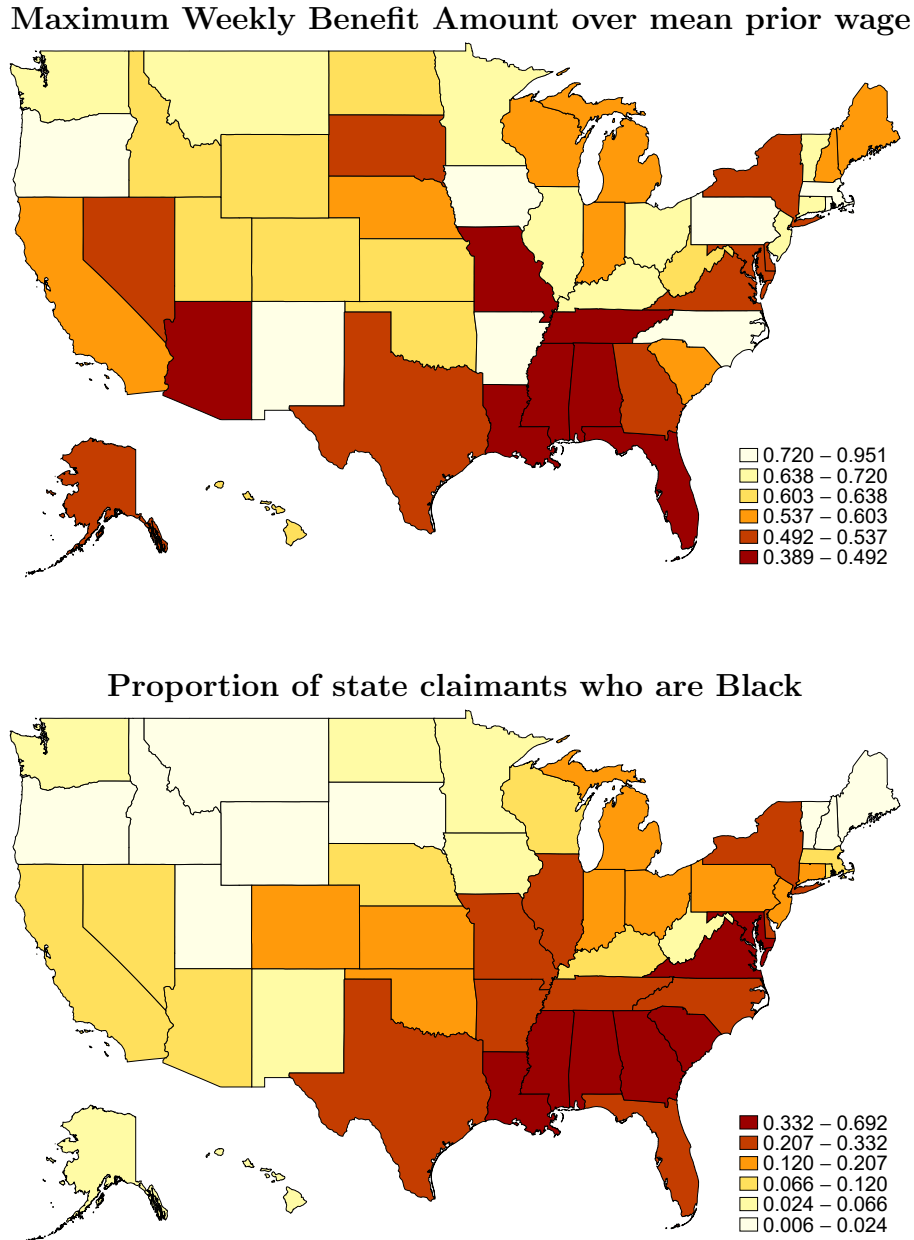 Maximum Weekly Benefit Amount over mean prior wage
0.720 – 0.951
0.638 – 0.720
0.603 – 0.638
0.537 – 0.603
0.492 – 0.537
0.389 – 0.492
Proportion of state claimants who are Black
0.332 – 0.692
0.207 – 0.332
0.120 – 0.207
0.066 – 0.120
0.024 – 0.066
0.006 – 0.024